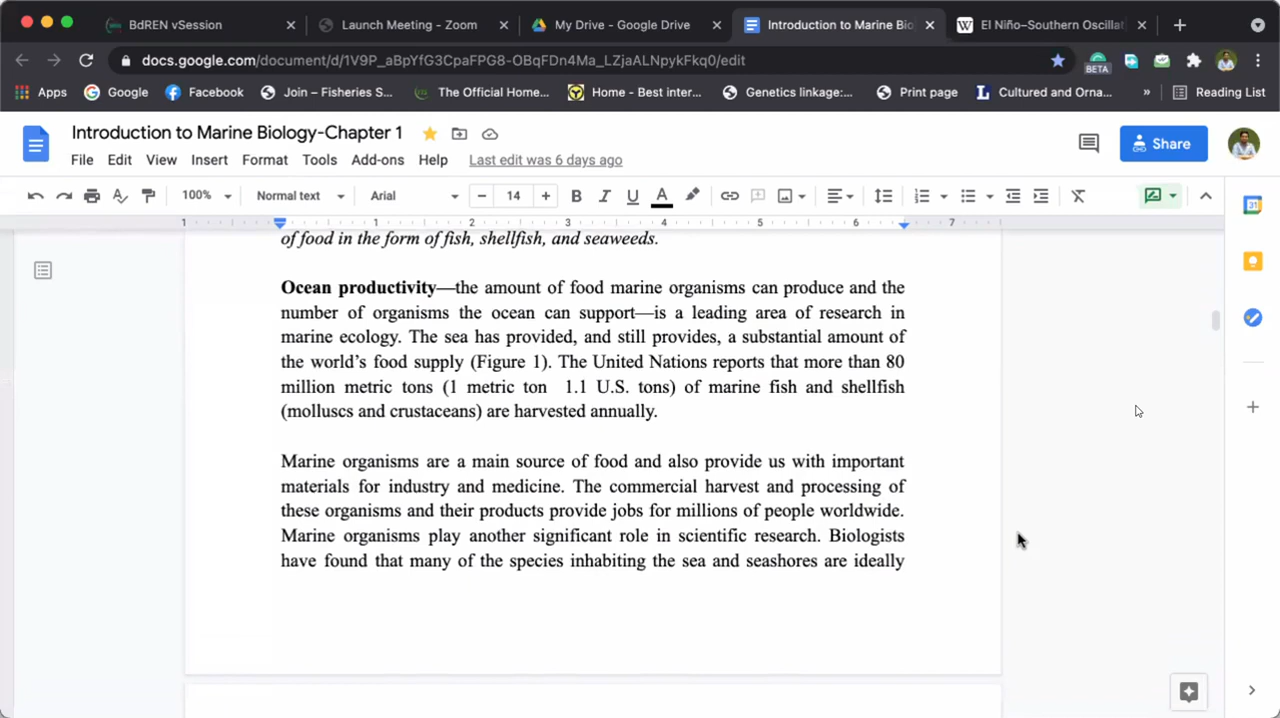 BdREN vSession
Launch Meeting - Zoom
My Drive - Google Drive
Introduction to Marine Bio
El Niño–Southern Oscillat
docs.google.com/document/d/1V9P_aBpYfG3CpaFPG8-OBqFDn4Ma_LZjaALNpykFkq0/edit
BETA
Apps
Google
Facebook
Join – Fisheries S...
The Official Home...
Home - Best inter...
Genetics linkage:...
Print page
Cultured and Orna...
»
Reading List
Introduction to Marine Biology-Chapter 1
Share
File Edit View Insert Format Tools Add-ons Help Last edit was 6 days ago
100% Normal text Arial 14 B I U A
1 1 2 3 4 5 6 7
31
of food in the form of fish, shellfish, and seaweeds.
Ocean productivity—the amount of food marine organisms can produce and the
number of organisms the ocean can support—is a leading area of research in
marine ecology. The sea has provided, and still provides, a substantial amount of
the world's food supply (Figure 1). The United Nations reports that more than 80
million metric tons (1 metric ton 1.1 U.S. tons) of marine fish and shellfish
(molluscs and crustaceans) are harvested annually.
Marine organisms are a main source of food and also provide us with important
materials for industry and medicine. The commercial harvest and processing of
these organisms and their products provide jobs for millions of people worldwide.
Marine organisms play another significant role in scientific research. Biologists
have found that many of the species inhabiting the sea and seashores are ideally